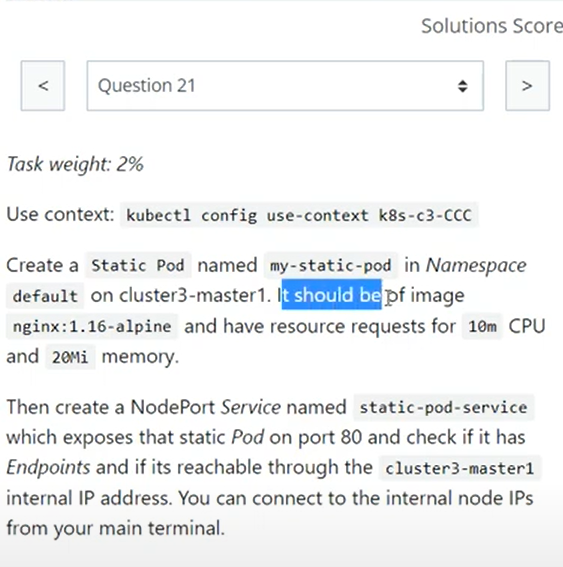 Solutions Score
<
Question 21
>
Task weight: 2%
Use context: kubectl config use-context k8s-c3-CCC
Create a Static Pod named my-static-pod in Namespace
default on cluster3-master1. It should be of image
nginx:1.16-alpine and have resource requests for 10m CPU
and 20Mi memory.
Then create a NodePort Service named static-pod-service
which exposes that static Pod on port 80 and check if it has
Endpoints and if its reachable through the cluster3-master1
internal IP address. You can connect to the internal node IPs
from your main terminal.